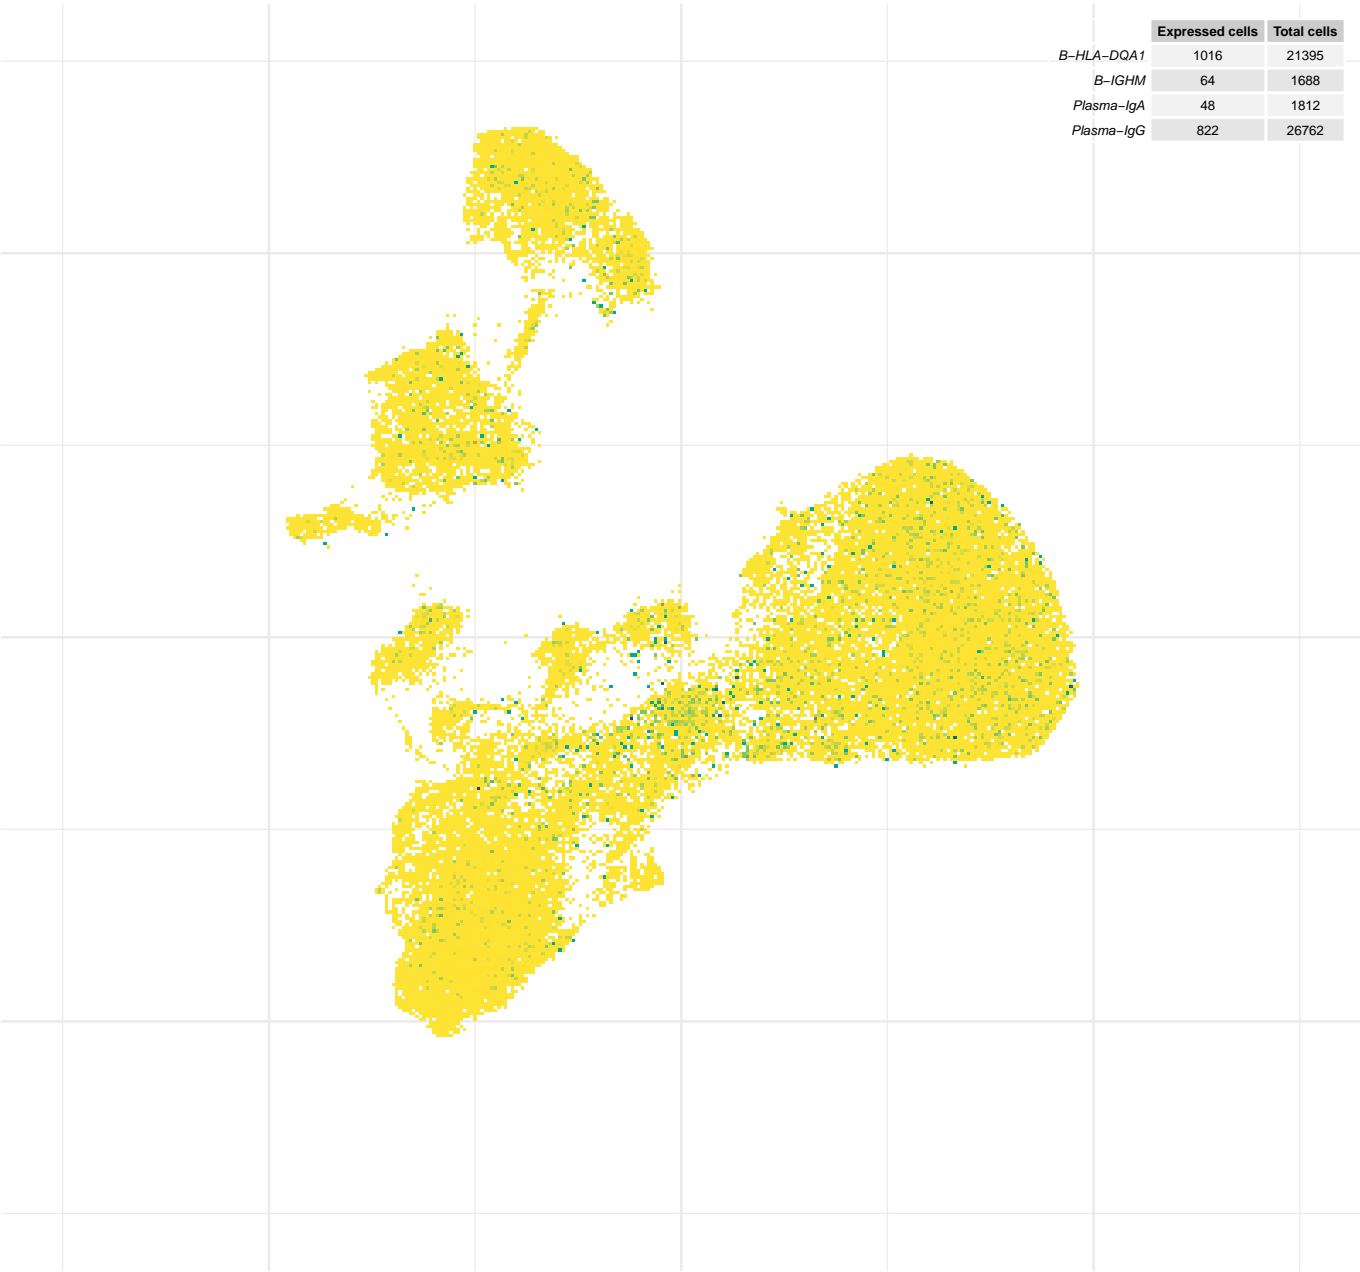 Expressed cells Total cells
B−HLA−DQA1 1016 21395
B−IGHM 64 1688
Plasma−IgA 48 1812
Plasma−IgG 822 26762